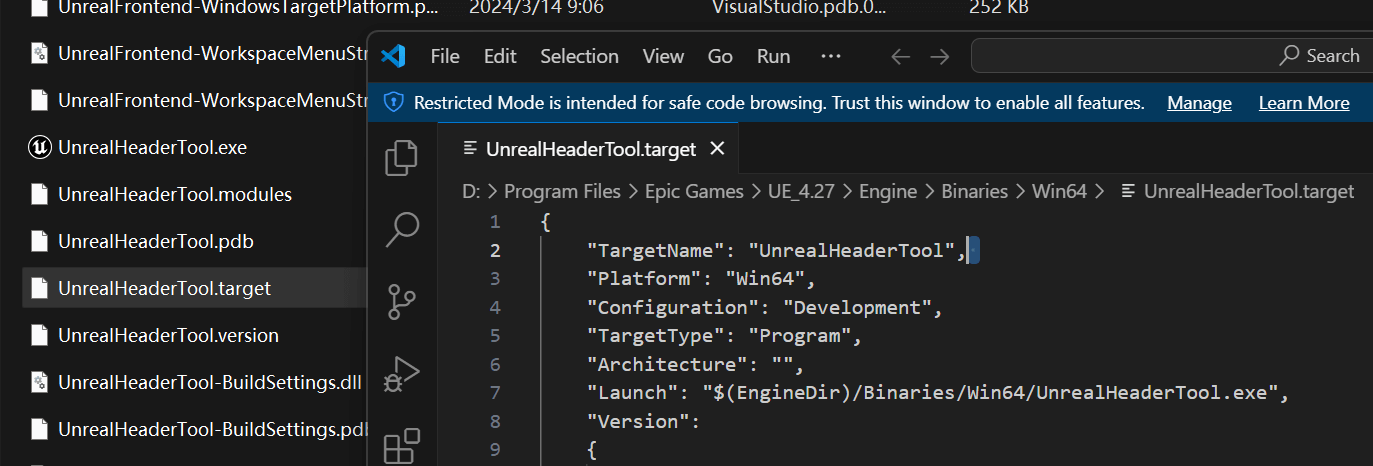 UnrealFrontend-WindowsTargetPlatform.p... 2024/3/14 9:06 VisualStudio.pdb.0... 252 KB
UnrealFrontend-WorkspaceMenuStr
UnrealFrontend-WorkspaceMenuStr
UnrealHeaderTool.exe
UnrealHeaderTool.modules
UnrealHeaderTool.pdb
UnrealHeaderTool.target
UnrealHeaderTool.version
UnrealHeaderTool-BuildSettings.dll
UnrealHeaderTool-BuildSettings.pdb
File Edit Selection View Go Run ··· Search
Restricted Mode is intended for safe code browsing. Trust this window to enable all features. Manage Learn More
UnrealHeaderTool.target
D: > Program Files > Epic Games > UE_4.27 > Engine > Binaries > Win64 > UnrealHeaderTool.target
1 {
2 "TargetName": "UnrealHeaderTool",
3 "Platform": "Win64",
4 "Configuration": "Development",
5 "TargetType": "Program",
6 "Architecture": "",
7 "Launch": "$(EngineDir)/Binaries/Win64/UnrealHeaderTool.exe",
8 "Version":
9 {